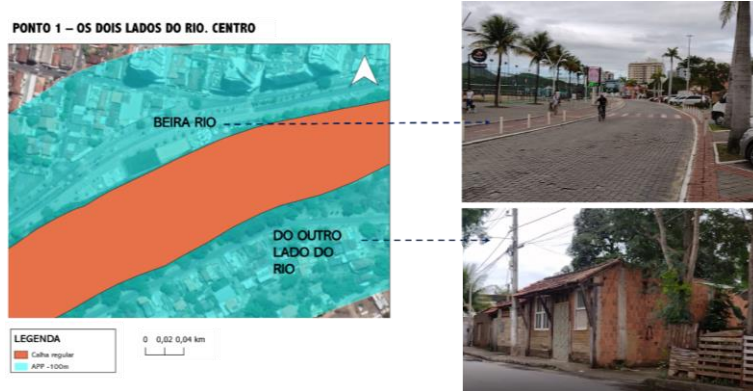 PONTO 1 – OS DOIS LADOS DO RIO. CENTRO
BEIRA RIO
DO OUTRO
LADO DO
RIO
LEGENDA
Calha regular
APP -100m
0 0,02 0,04 km